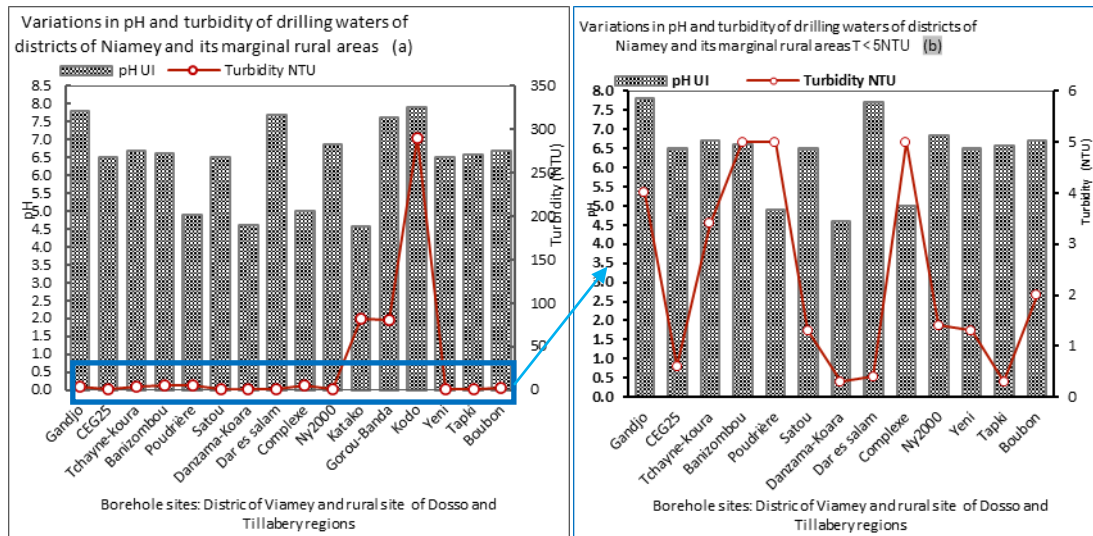 Variations in pH and turbidity of drilling waters of
districts of Niamey and its marginal rural areas (a)
pH UI Turbidity NTU
8.5
8.0
7.5
7.0
6.5
6.0
5.5
5.0
4.5
4.0
3.5
3.0
2.5
2.0
1.5
1.0
0.5
0.0
pH
350
300
250
200
150
100
50
0
Turbidity (NTU)
Gandjo
CEG25
Tchayne-koura
Banizombou
Poudrière
Satou
Danzama-Koara
Dar es salam
Complexe
Ny2000
Katako
Gorou-Banda
Kodo
Yeni
Tapki
Boubon
Borehole sites: Distric of Viamey and rural site of Dosso and
Tillabery regions
Variations in pH and turbidity of drilling waters of districts of
Niamey and its marginal rural areas T < 5NTU (b)
pH UI Turbidity NTU
8.0
7.5
7.0
6.5
6.0
5.5
5.0
4.5
4.0
3.5
3.0
2.5
2.0
1.5
1.0
0.5
0.0
pH
6
5
4
3
2
1
0
Turbidity (NTU)
Gandjo
CEG25
Tchayne-koura
Banizombou
Poudrière
Satou
Danzama-Koara
Dar es salam
Complexe
Ny2000
Yeni
Tapki
Boubon
Borehole sites: Distric of Viamey and rural site of Dosso and
Tillabery regions